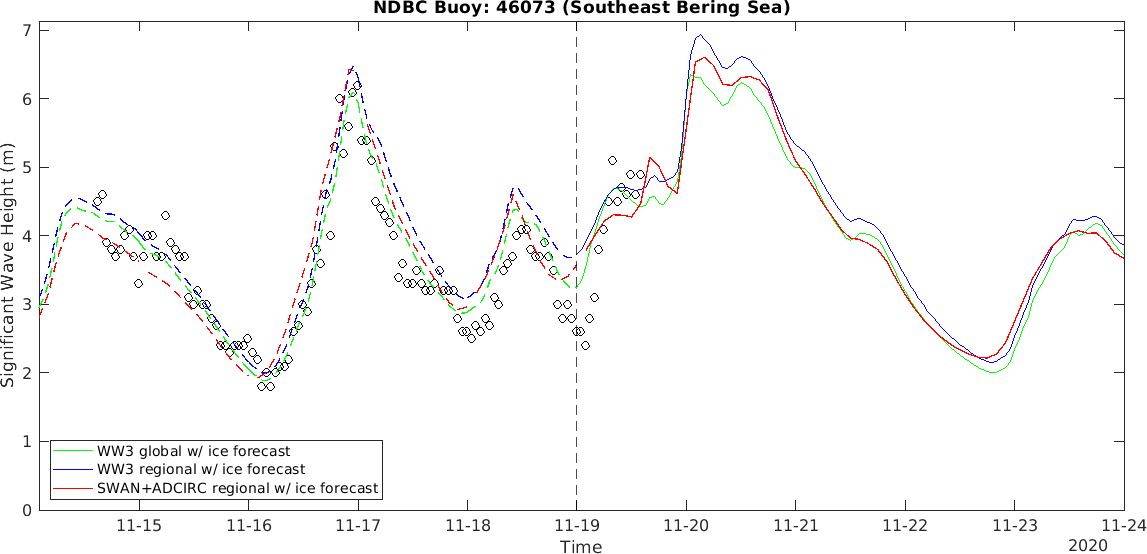 NDBC Buoy: 46073 (Southeast Bering Sea)
7
6
5
4
3
2
1
0
Significant Wave Height (m)
WW3 global w/ ice forecast
WW3 regional w/ ice forecast
SWAN+ADCIRC regional w/ ice forecast
11-15 11-16 11-17 11-18 11-19 11-20 11-21 11-22 11-23 11-24
Time
2020